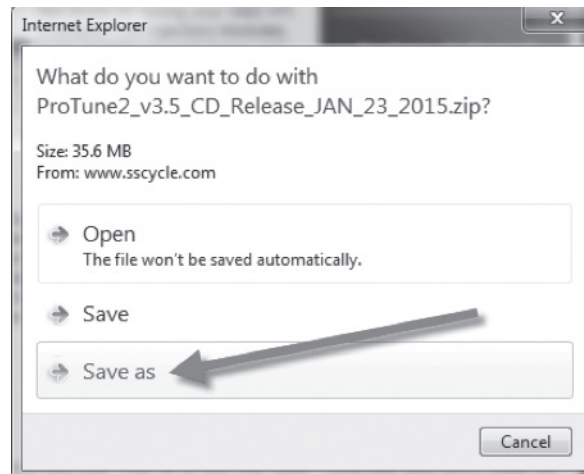 Internet Explorer
What do you want to do with
ProTune2_v3.5_CD_Release_JAN_23_2015.zip?
Size: 35.6 MB
From: www.sscycle.com
Open
The file won't be saved automatically.
Save
Save as
Cancel